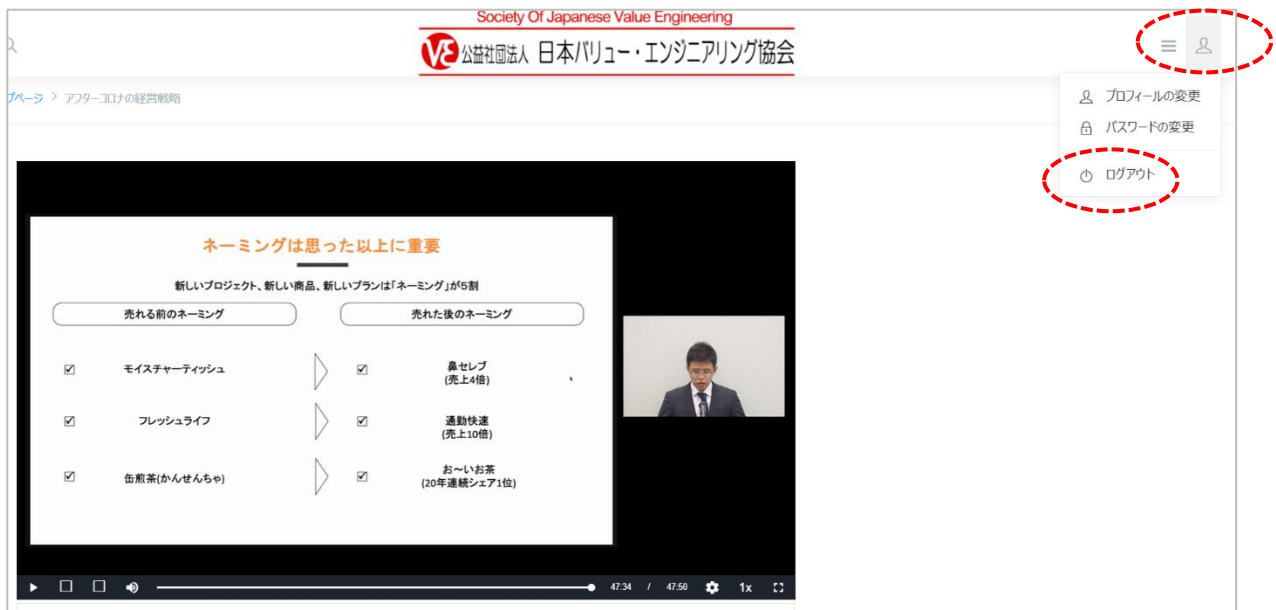 Society Of Japanese Value Engineering
VE 公益社団法人 日本バリュー・エンジニアリング協会
プページ > アフターコロナの経営戦略
プロフィールの変更
パスワードの変更
ログアウト
ネーミングは思った以上に重要
新しいプロジェクト、新しい商品、新しいプランは「ネーミング」が5割
売れる前のネーミング
売れた後のネーミング
モイスチャーティッシュ
鼻セレブ
(売上4倍)
フレッシュライフ
通勤快速
(売上10倍)
缶煎茶(かんせんちゃ)
お〜いお茶
(20年連続シェア1位)
47:34 / 47:50 1x